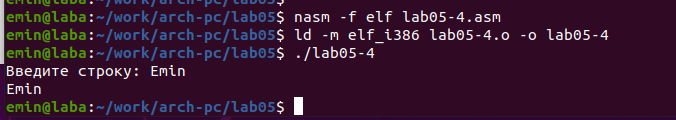 emin@laba:~/work/arch-pc/lab05$ nasm -f elf lab05-4.asm
emin@laba:~/work/arch-pc/lab05$ ld -m elf_i386 lab05-4.o -o lab05-4
emin@laba:~/work/arch-pc/lab05$ ./lab05-4
Введите строку: Emin
Emin
emin@laba:~/work/arch-pc/lab05$